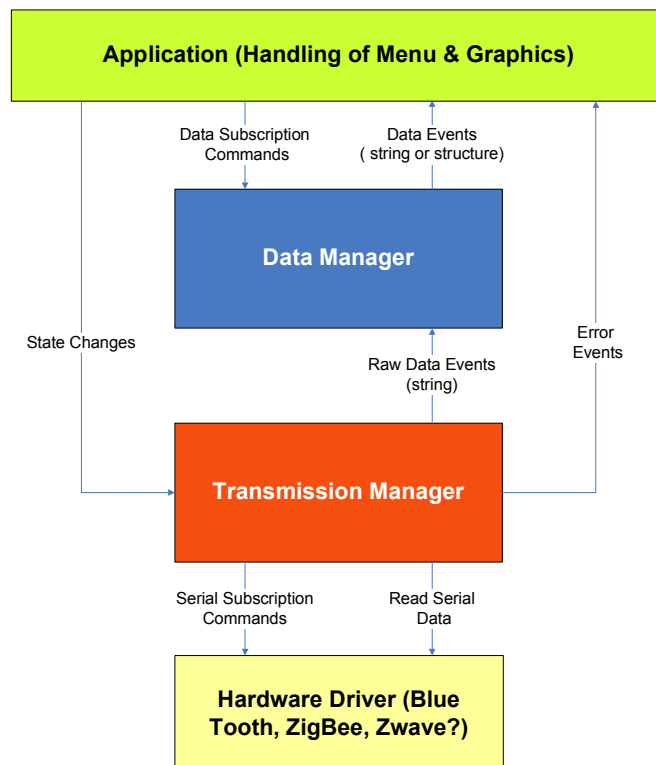 Application (Handling of Menu & Graphics)
Data Subscription
Commands
Data Events
( string or structure)
Data Manager
State Changes
Error
Events
Raw Data Events
(string)
Transmission Manager
Serial Subscription
Commands
Read Serial
Data
Hardware Driver (Blue
Tooth, ZigBee, Zwave?)